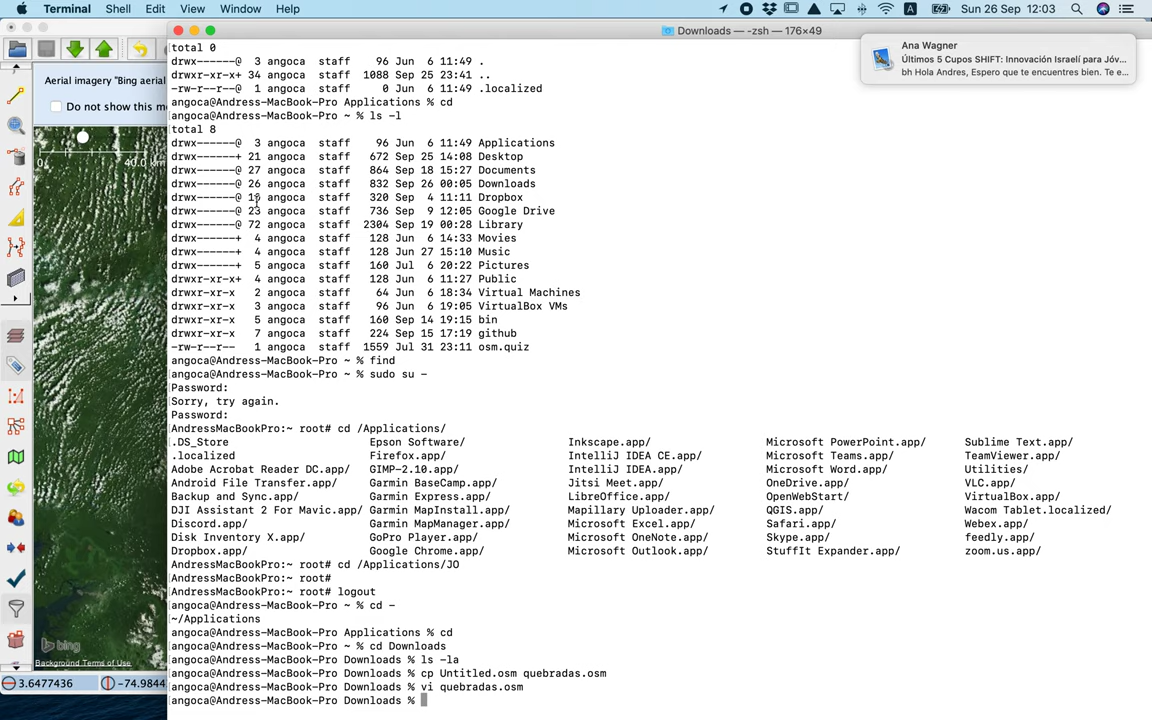 Terminal Shell Edit View Window Help
Sun 26 Sep 12:03
Downloads — -zsh — 176×49
Ana Wagner
Últimos 5 Cupos SHIFT: Innovación Israelí para Jóv...
bh Hola Andres, Espero que te encuentres bien. Te e...
Aerial imagery "Bing aerial
Do not show this me
0 40.0 km
total 0
drwx------@ 3 angoca staff 96 Jun 6 11:49 .
drwxr-xr-x+ 34 angoca staff 1088 Sep 25 23:41 ..
-rw-r--r--@ 1 angoca staff 0 Jun 6 11:49 .localized
angoca@Andress-MacBook-Pro Applications % cd
angoca@Andress-MacBook-Pro ~ % ls -l
total 8
drwx------@ 3 angoca staff 96 Jun 6 11:49 Applications
drwx------+ 21 angoca staff 672 Sep 25 14:08 Desktop
drwx------@ 27 angoca staff 864 Sep 18 15:27 Documents
drwx------@ 26 angoca staff 832 Sep 26 00:05 Downloads
drwx------@ angoca staff 320 Sep 4 11:11 Dropbox
drwx------@ 23 angoca staff 736 Sep 9 12:05 Google Drive
drwx------@ 72 angoca staff 2304 Sep 19 00:28 Library
drwx------+ 4 angoca staff 128 Jun 6 14:33 Movies
drwx------+ 4 angoca staff 128 Jun 27 15:10 Music
drwx------+ 5 angoca staff 160 Jul 6 20:22 Pictures
drwxr-xr-x+ 4 angoca staff 128 Jun 6 11:27 Public
drwxr-xr-x 2 angoca staff 64 Jun 6 18:34 Virtual Machines
drwxr-xr-x 3 angoca staff 96 Jun 6 19:05 VirtualBox VMs
drwxr-xr-x 5 angoca staff 160 Sep 14 19:15 bin
drwxr-xr-x 7 angoca staff 224 Sep 15 17:19 github
-rw-r--r-- 1 angoca staff 1559 Jul 31 23:11 osm.quiz
angoca@Andress-MacBook-Pro ~ % find
angoca@Andress-MacBook-Pro ~ % sudo su -
Password:
Sorry, try again.
Password:
AndressMacBookPro:~ root# cd /Applications/
.DS_Store Epson Software/ Inkscape.app/ Microsoft PowerPoint.app/ Sublime Text.app/
.localized Firefox.app/ IntelliJ IDEA CE.app/ Microsoft Teams.app/ TeamViewer.app/
Adobe Acrobat Reader DC.app/ GIMP-2.10.app/ IntelliJ IDEA.app/ Microsoft Word.app/ Utilities/
Android File Transfer.app/ Garmin BaseCamp.app/ Jitsi Meet.app/ OneDrive.app/ VLC.app/
Backup and Sync.app/ Garmin Express.app/ LibreOffice.app/ OpenWebStart/ VirtualBox.app/
DJI Assistant 2 For Mavic.app/ Garmin MapInstall.app/ Mapillary Uploader.app/ QGIS.app/ Wacom Tablet.localized/
Discord.app/ Garmin MapManager.app/ Microsoft Excel.app/ Safari.app/ Webex.app/
Disk Inventory X.app/ GoPro Player.app/ Microsoft OneNote.app/ Skype.app/ feedly.app/
Dropbox.app/ Google Chrome.app/ Microsoft Outlook.app/ StuffIt Expander.app/ zoom.us.app/
AndressMacBookPro:~ root# cd /Applications/JO
AndressMacBookPro:~ root#
AndressMacBookPro:~ root# logout
angoca@Andress-MacBook-Pro ~ % cd -
~/Applications
angoca@Andress-MacBook-Pro Applications % cd
angoca@Andress-MacBook-Pro ~ % cd Downloads
angoca@Andress-MacBook-Pro Downloads % ls -la
angoca@Andress-MacBook-Pro Downloads % cp Untitled.osm quebradas.osm
angoca@Andress-MacBook-Pro Downloads % vi quebradas.osm
angoca@Andress-MacBook-Pro Downloads %
bing
Background Terms of Use
3.6477436 -74.9844